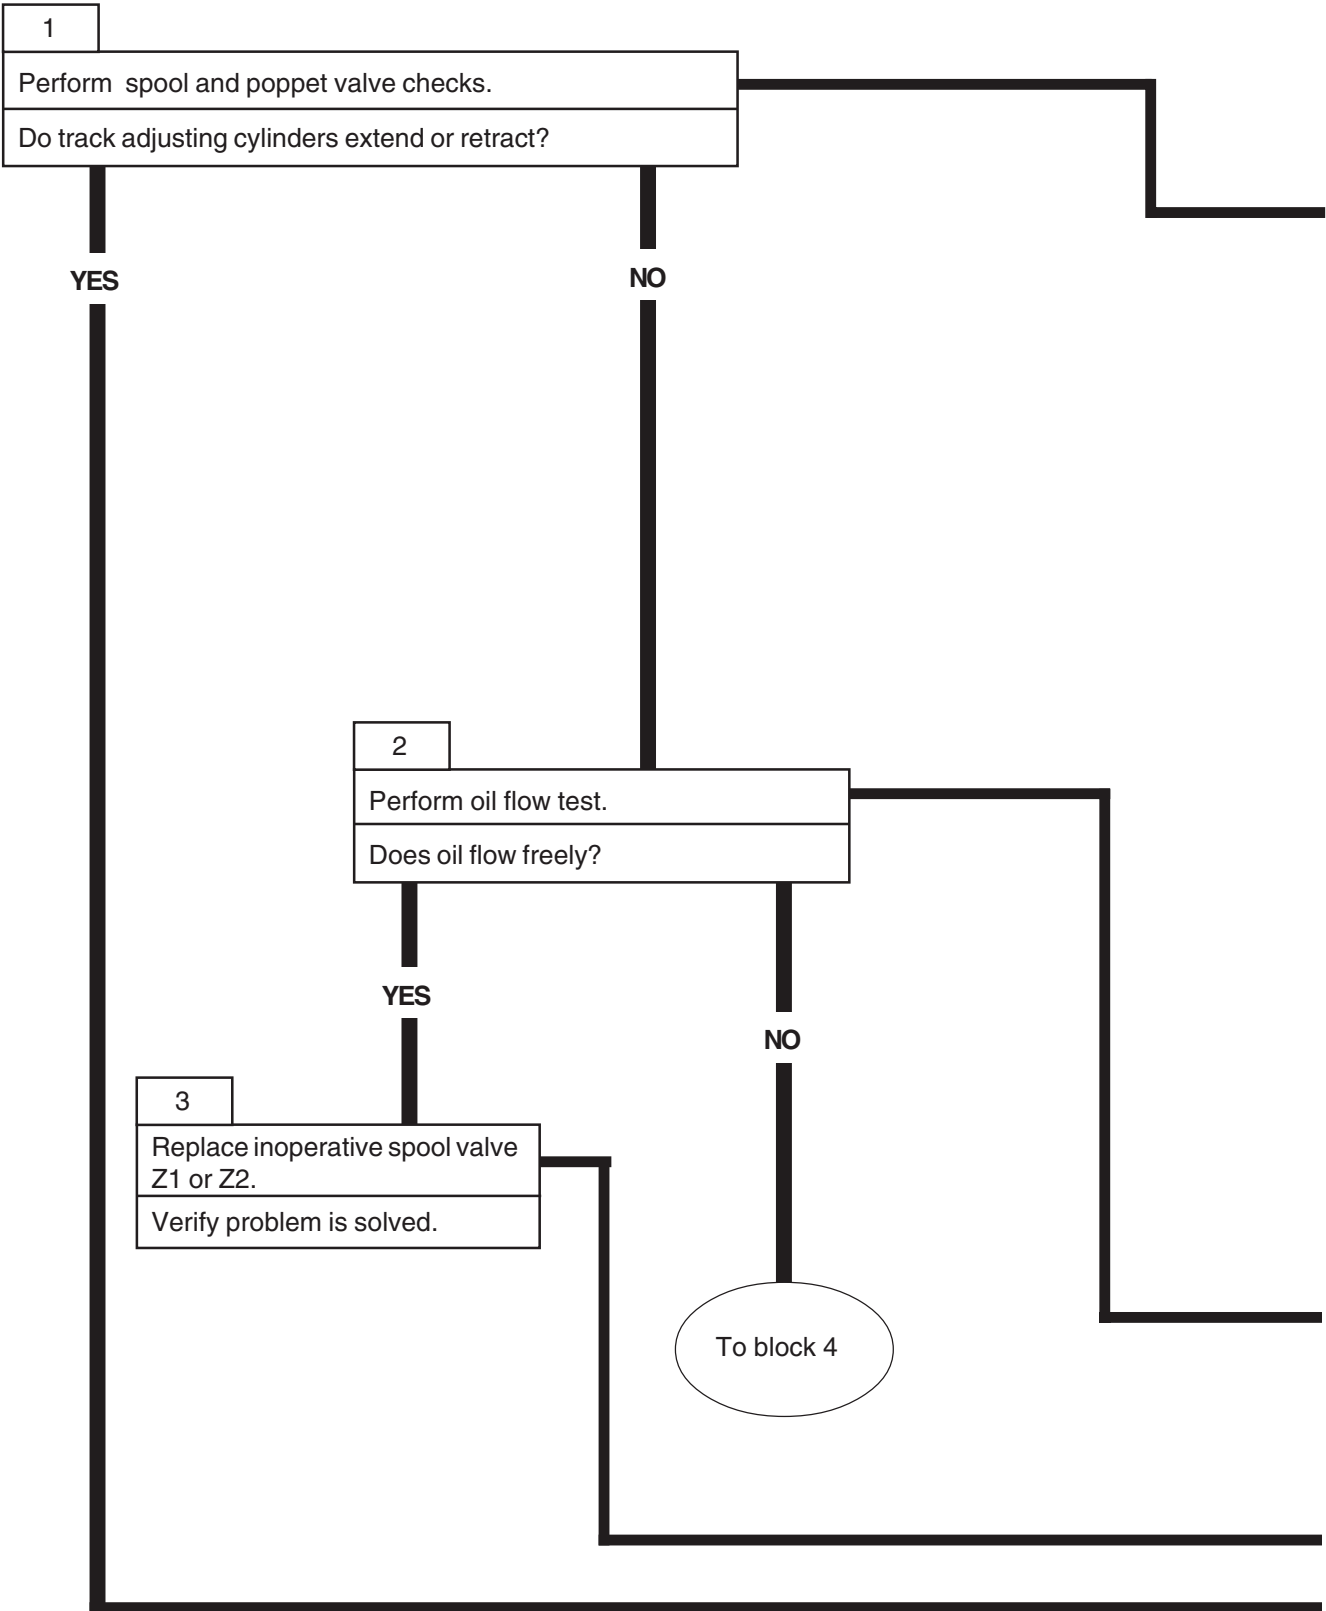 1
Perform spool and poppet valve checks.
Do track adjusting cylinders extend or retract?
YES
NO
2
Perform oil flow test.
Does oil flow freely?
YES
NO
3
Replace inoperative spool valve
Z1 or Z2.
Verify problem is solved.
To block 4